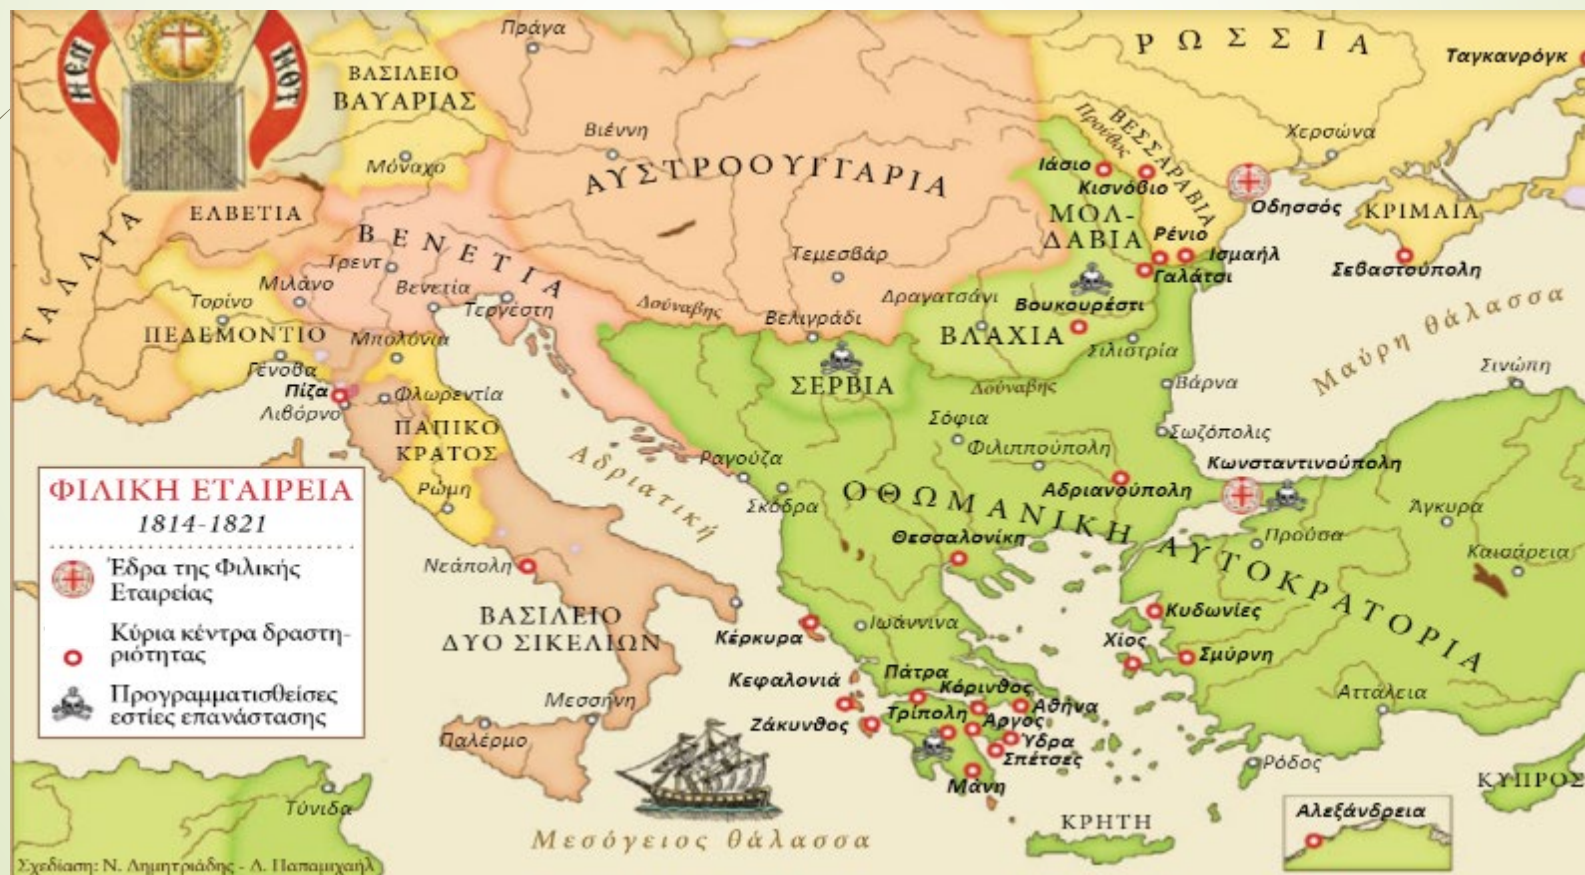 Η ΕΘ
Η ΘΤ
ΦΙΛΙΚΗ ΕΤΑΙΡΕΙΑ
1814-1821
Έδρα της Φιλικής
Εταιρείας
Κύρια κέντρα δραστη-
ριότητας
Προγραμματισθείσες
εστίες επανάστασης
Πράγα
ΒΑΣΙΛΕΙΟ
ΒΑΥΑΡΙΑΣ
Μόναχο
Βιέννη
ΑΥΣΤΡΟΟΥΓΓΑΡΙΑ
ΡΩΣΣΙΑ
Ταγκανρόγκ
Χερσώνα
Προύθος
ΒΕΣΣΑΡΑΒΙΑ
Ιάσιο
Κισνόβιο
Οδησσός
ΚΡΙΜΑΙΑ
Σεβαστούπολη
ΜΟΛ-
ΔΑΒΙΑ
Ρένιο
Ισμαήλ
Γαλάτσι
ΕΛΒΕΤΙΑ
ΓΑΛΛΙΑ
ΒΕΝΕΤΙΑ
Τρεντ
Μιλάνο
Βενετία
Τεργέστη
Τορίνο
ΠΕΔΕΜΟΝΤΙΟ
Μπολόνια
Γένοβα
Πίζα
Λιβόρνο
Φλωρεντία
ΠΑΠΙΚΟ
ΚΡΑΤΟΣ
Ρώμη
Τεμεσβάρ
Δούναβης
Βελιγράδι
Δραγατσάνι
Βουκουρέστι
ΒΛΑΧΙΑ
Σιλιστρία
ΣΕΡΒΙΑ
Δούναβης
Βάρνα
Μαύρη θάλασσα
Σινώπη
Σόφια
Φιλιππούπολη
Σωζόπολις
Ραγούζα
Σκόδρα
Αδριατική
Αδριανούπολη
Κωνσταντινούπολη
ΟΘΩΜΑΝΙΚΗ ΑΥΤΟΚΡΑΤΟΡΙΑ
Άγκυρα
Προύσα
Καισάρεια
Θεσσαλονίκη
Νεάπολη
ΒΑΣΙΛΕΙΟ
ΔΥΟ ΣΙΚΕΛΙΩΝ
Κέρκυρα
Ιωάννινα
Κυδωνίες
Χίος
Σμύρνη
Κεφαλονιά
Πάτρα
Κόρινθος
Αθήνα
Ζάκυνθος
Τρίπολη
Άργος
Ύδρα
Σπέτσες
Μάνη
Μεσσήνη
Παλέρμο
Τύνιδα
Αττάλεια
Ρόδος
ΚΥΠΡΟΣ
ΚΡΗΤΗ
Αλεξάνδρεια
Μεσόγειος θάλασσα
Σχεδίαση: Ν. Δημητριάδης - Λ. Παπαμιχαήλ